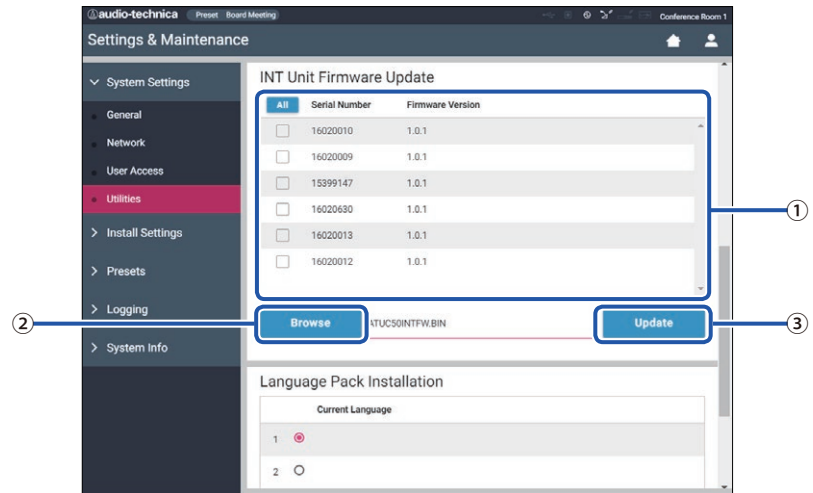 audio-technica Preset Board Meeting Conference Room 1
Settings & Maintenance
System Settings
General
Network
User Access
Utilities
Install Settings
Presets
Logging
System Info
INT Unit Firmware Update
All Serial Number Firmware Version
16020010 1.0.1
16020009 1.0.1
15399147 1.0.1
16020630 1.0.1
16020013 1.0.1
16020012 1.0.1
①
② Browse ATUC50INTFW.BIN Update ③
Language Pack Installation
Current Language
1
2